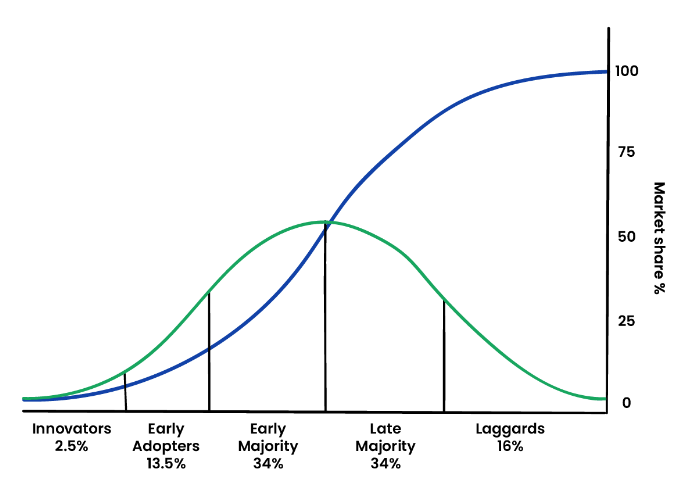 100
75
50
25
0
Market share %
Innovators
2.5%
Early
Adopters
13.5%
Early
Majority
34%
Late
Majority
34%
Laggards
16%